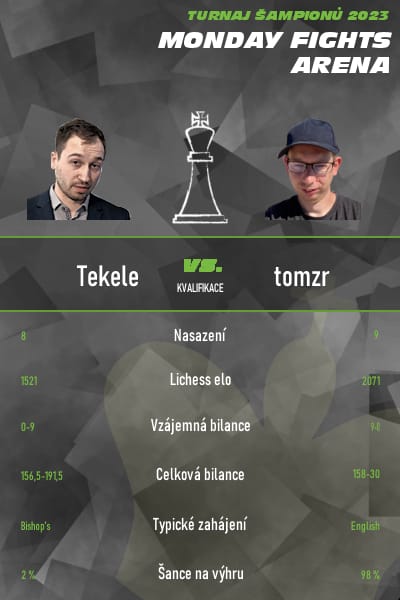 TURNAJ ŠAMPIONŮ 2023
MONDAY FIGHTS
ARENA
Tekele vs. tomzr
KVALIFIKACE
8 Nasazení 9
1521 Lichess elo 2071
0-9 Vzájemná bilance 9-0
156,5-191,5 Celková bilance 158-30
Bishop's Typické zahájení English
2 % Šance na výhru 98 %